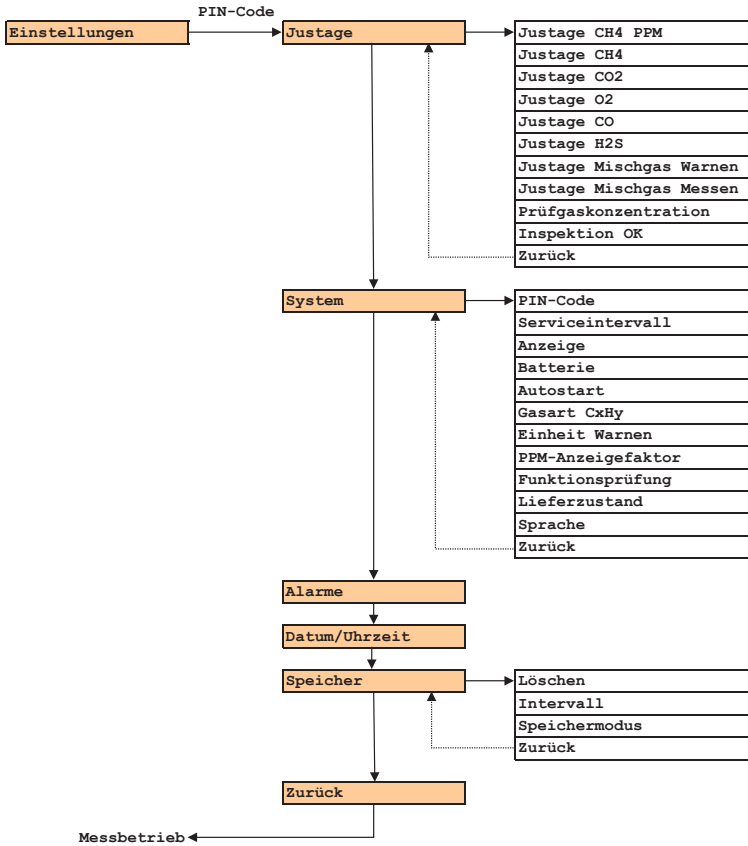 PIN-Code
Einstellungen
Justage
Justage CH4 PPM
Justage CH4
Justage CO2
Justage O2
Justage CO
Justage H2S
Justage Mischgas Warnen
Justage Mischgas Messen
Prüfgaskonzentration
Inspektion OK
Zurück
System
PIN-Code
Serviceintervall
Anzeige
Batterie
Autostart
Gasart CxHy
Einheit Warnen
PPM-Anzeigefaktor
Funktionsprüfung
Lieferzustand
Sprache
Zurück
Alarme
Datum/Uhrzeit
Speicher
Löschen
Intervall
Speichermodus
Zurück
Zurück
Messbetrieb